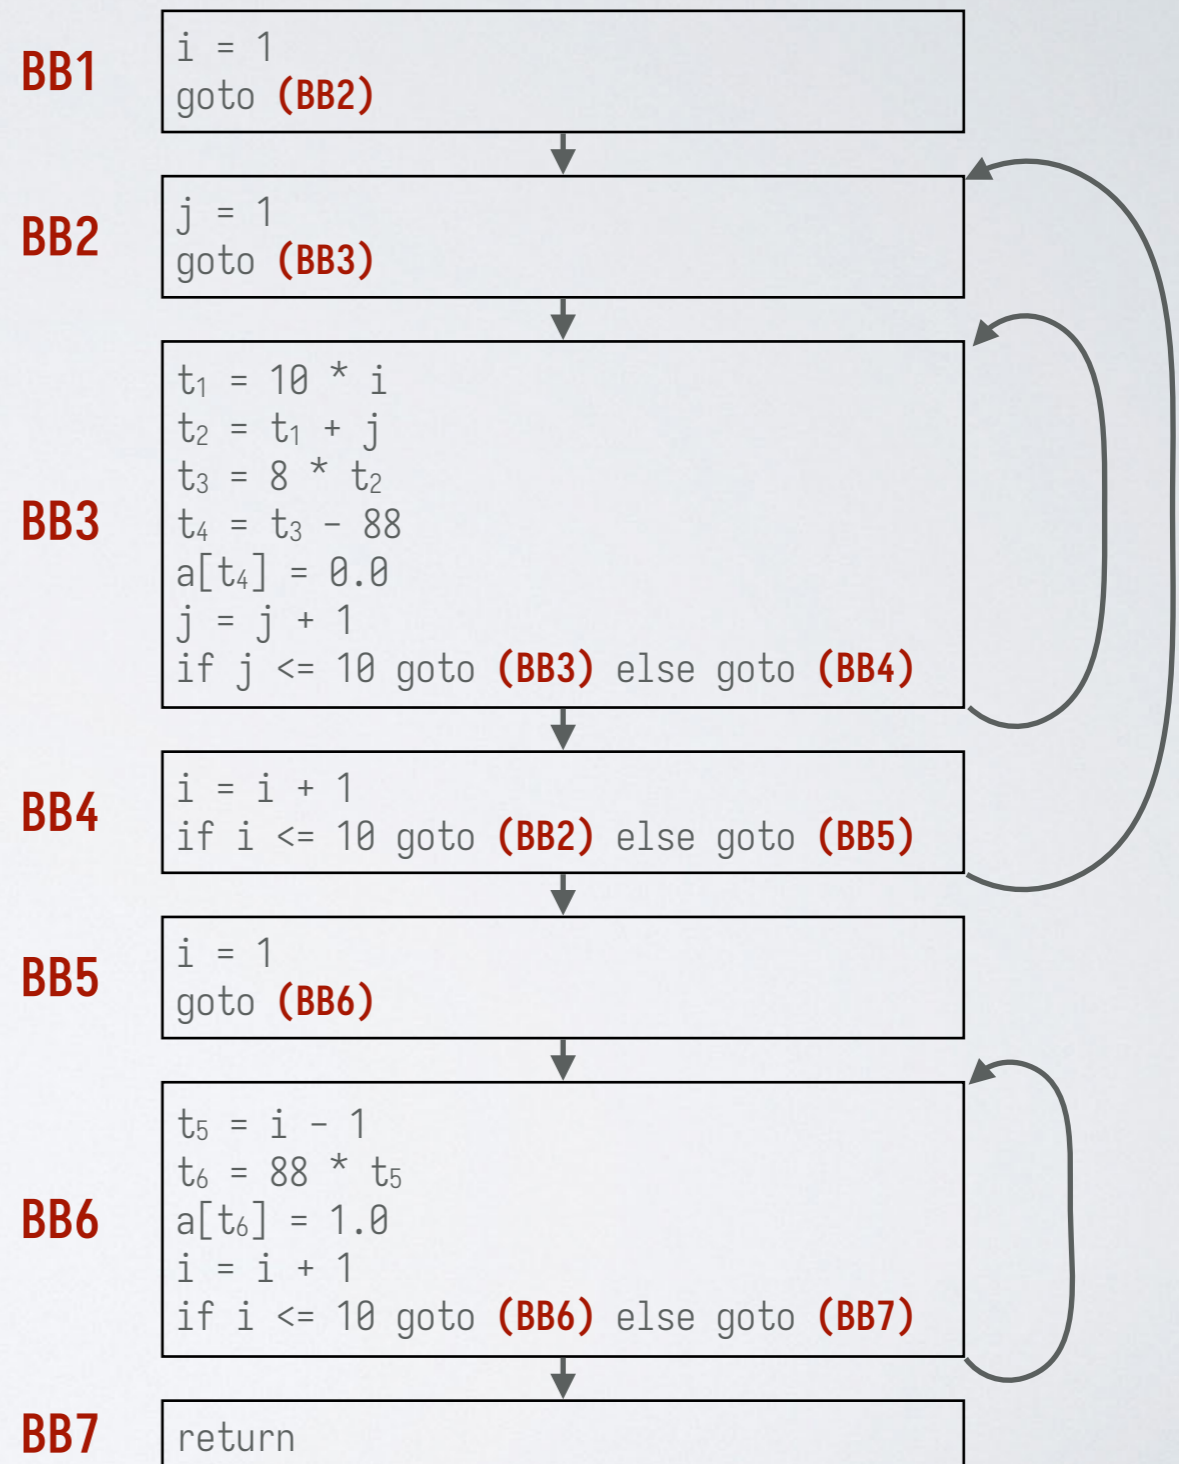 BB1
i = 1
goto (BB2)
BB2
j = 1
goto (BB3)
BB3
t₁ = 10 * i
t₂ = t₁ + j
t₃ = 8 * t₂
t₄ = t₃ - 88
a[t₄] = 0.0
j = j + 1
if j <= 10 goto (BB3) else goto (BB4)
BB4
i = i + 1
if i <= 10 goto (BB2) else goto (BB5)
BB5
i = 1
goto (BB6)
BB6
t₅ = i - 1
t₆ = 88 * t₅
a[t₆] = 1.0
i = i + 1
if i <= 10 goto (BB6) else goto (BB7)
BB7
return